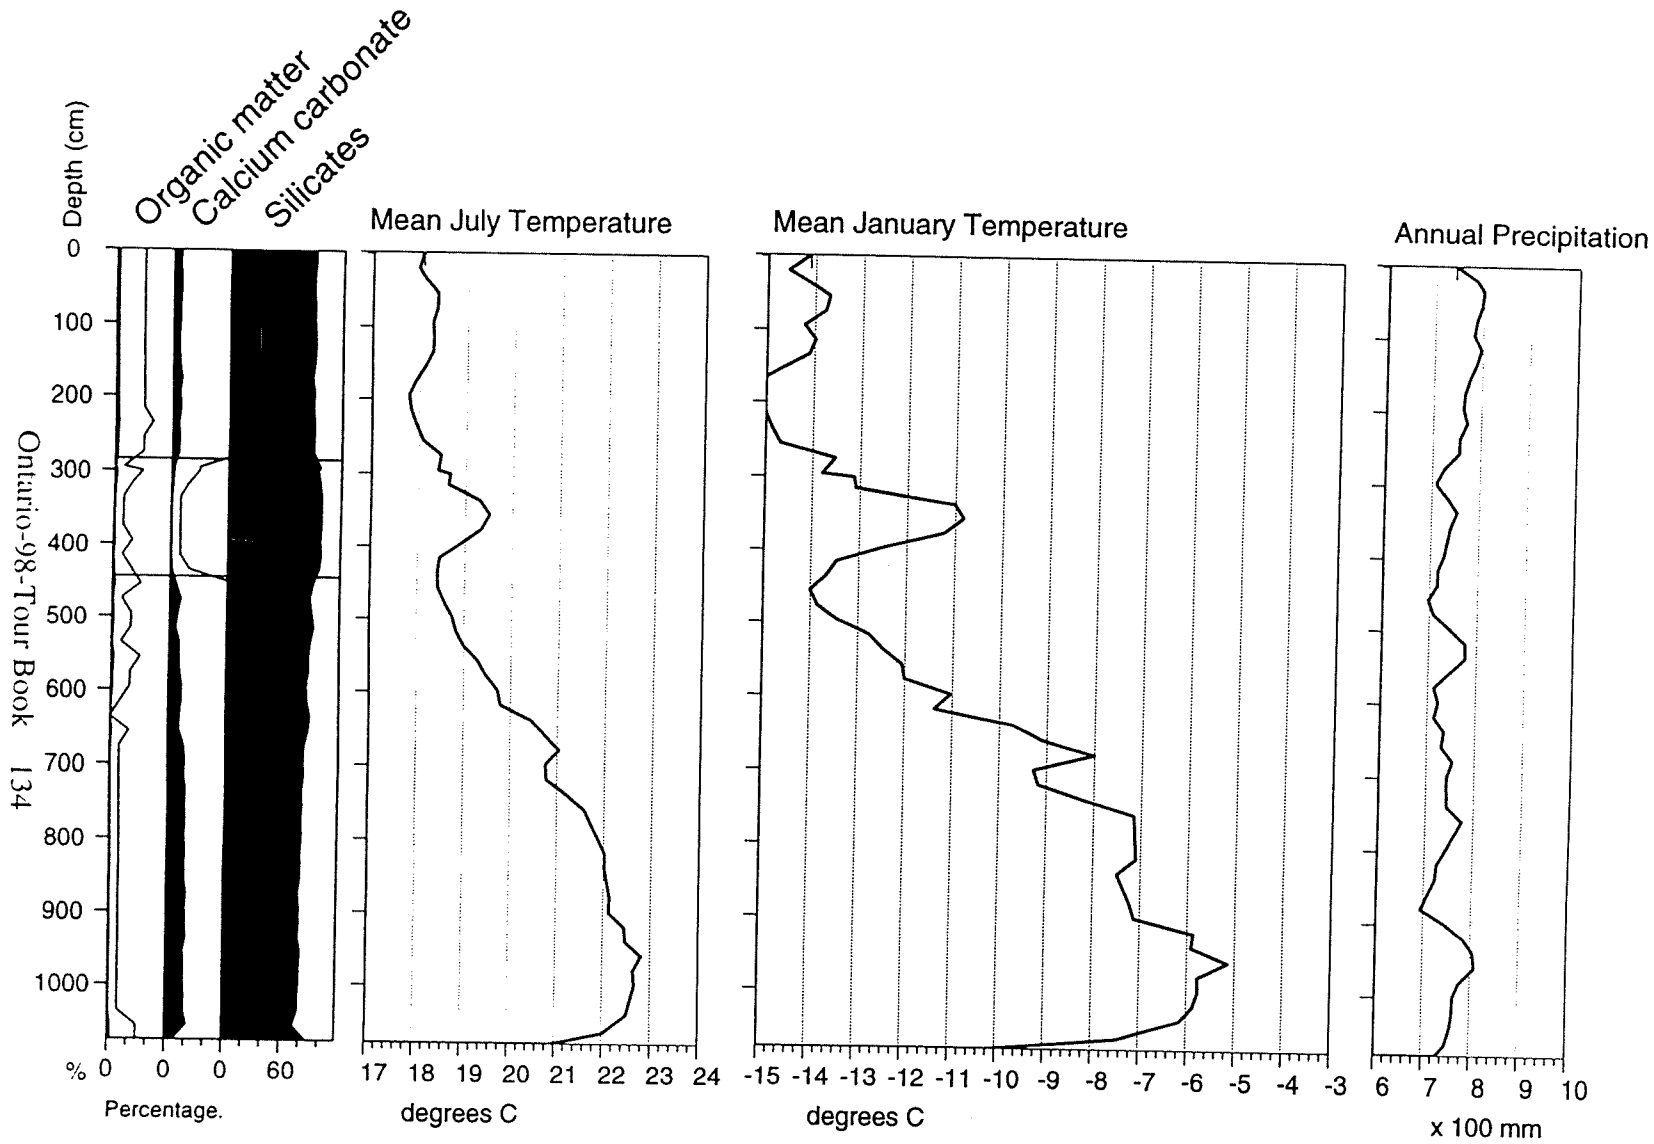 Depth (cm)
Organic matter
Calcium carbonate
Silicates
Mean July Temperature
Mean January Temperature
Annual Precipitation
0
100
200
300
400
500
600
700
800
900
1000
Ontario-98-Tour Book 134
% 0 0 0 60
17 18 19 20 21 22 23 24
-15 -14 -13 -12 -11 -10 -9 -8 -7 -6 -5 -4 -3
6 7 8 9 10
Percentage.
degrees C
degrees C
x 100 mm